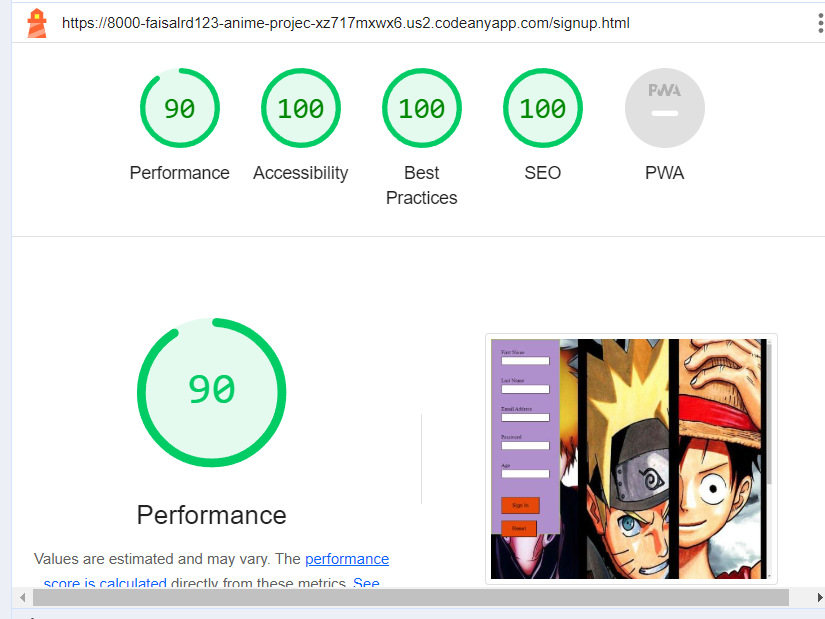 https://8000-faisalrd123-anime-projec-xz717mxwx6.us2.codeanyapp.com/signup.html
90 100 100 100 PWA
Performance Accessibility Best Practices SEO PWA
90
Performance
Values are estimated and may vary. The performance
score is calculated directly from these metrics. See
First Name
Last Name
Email Address
Password
Age
Sign In